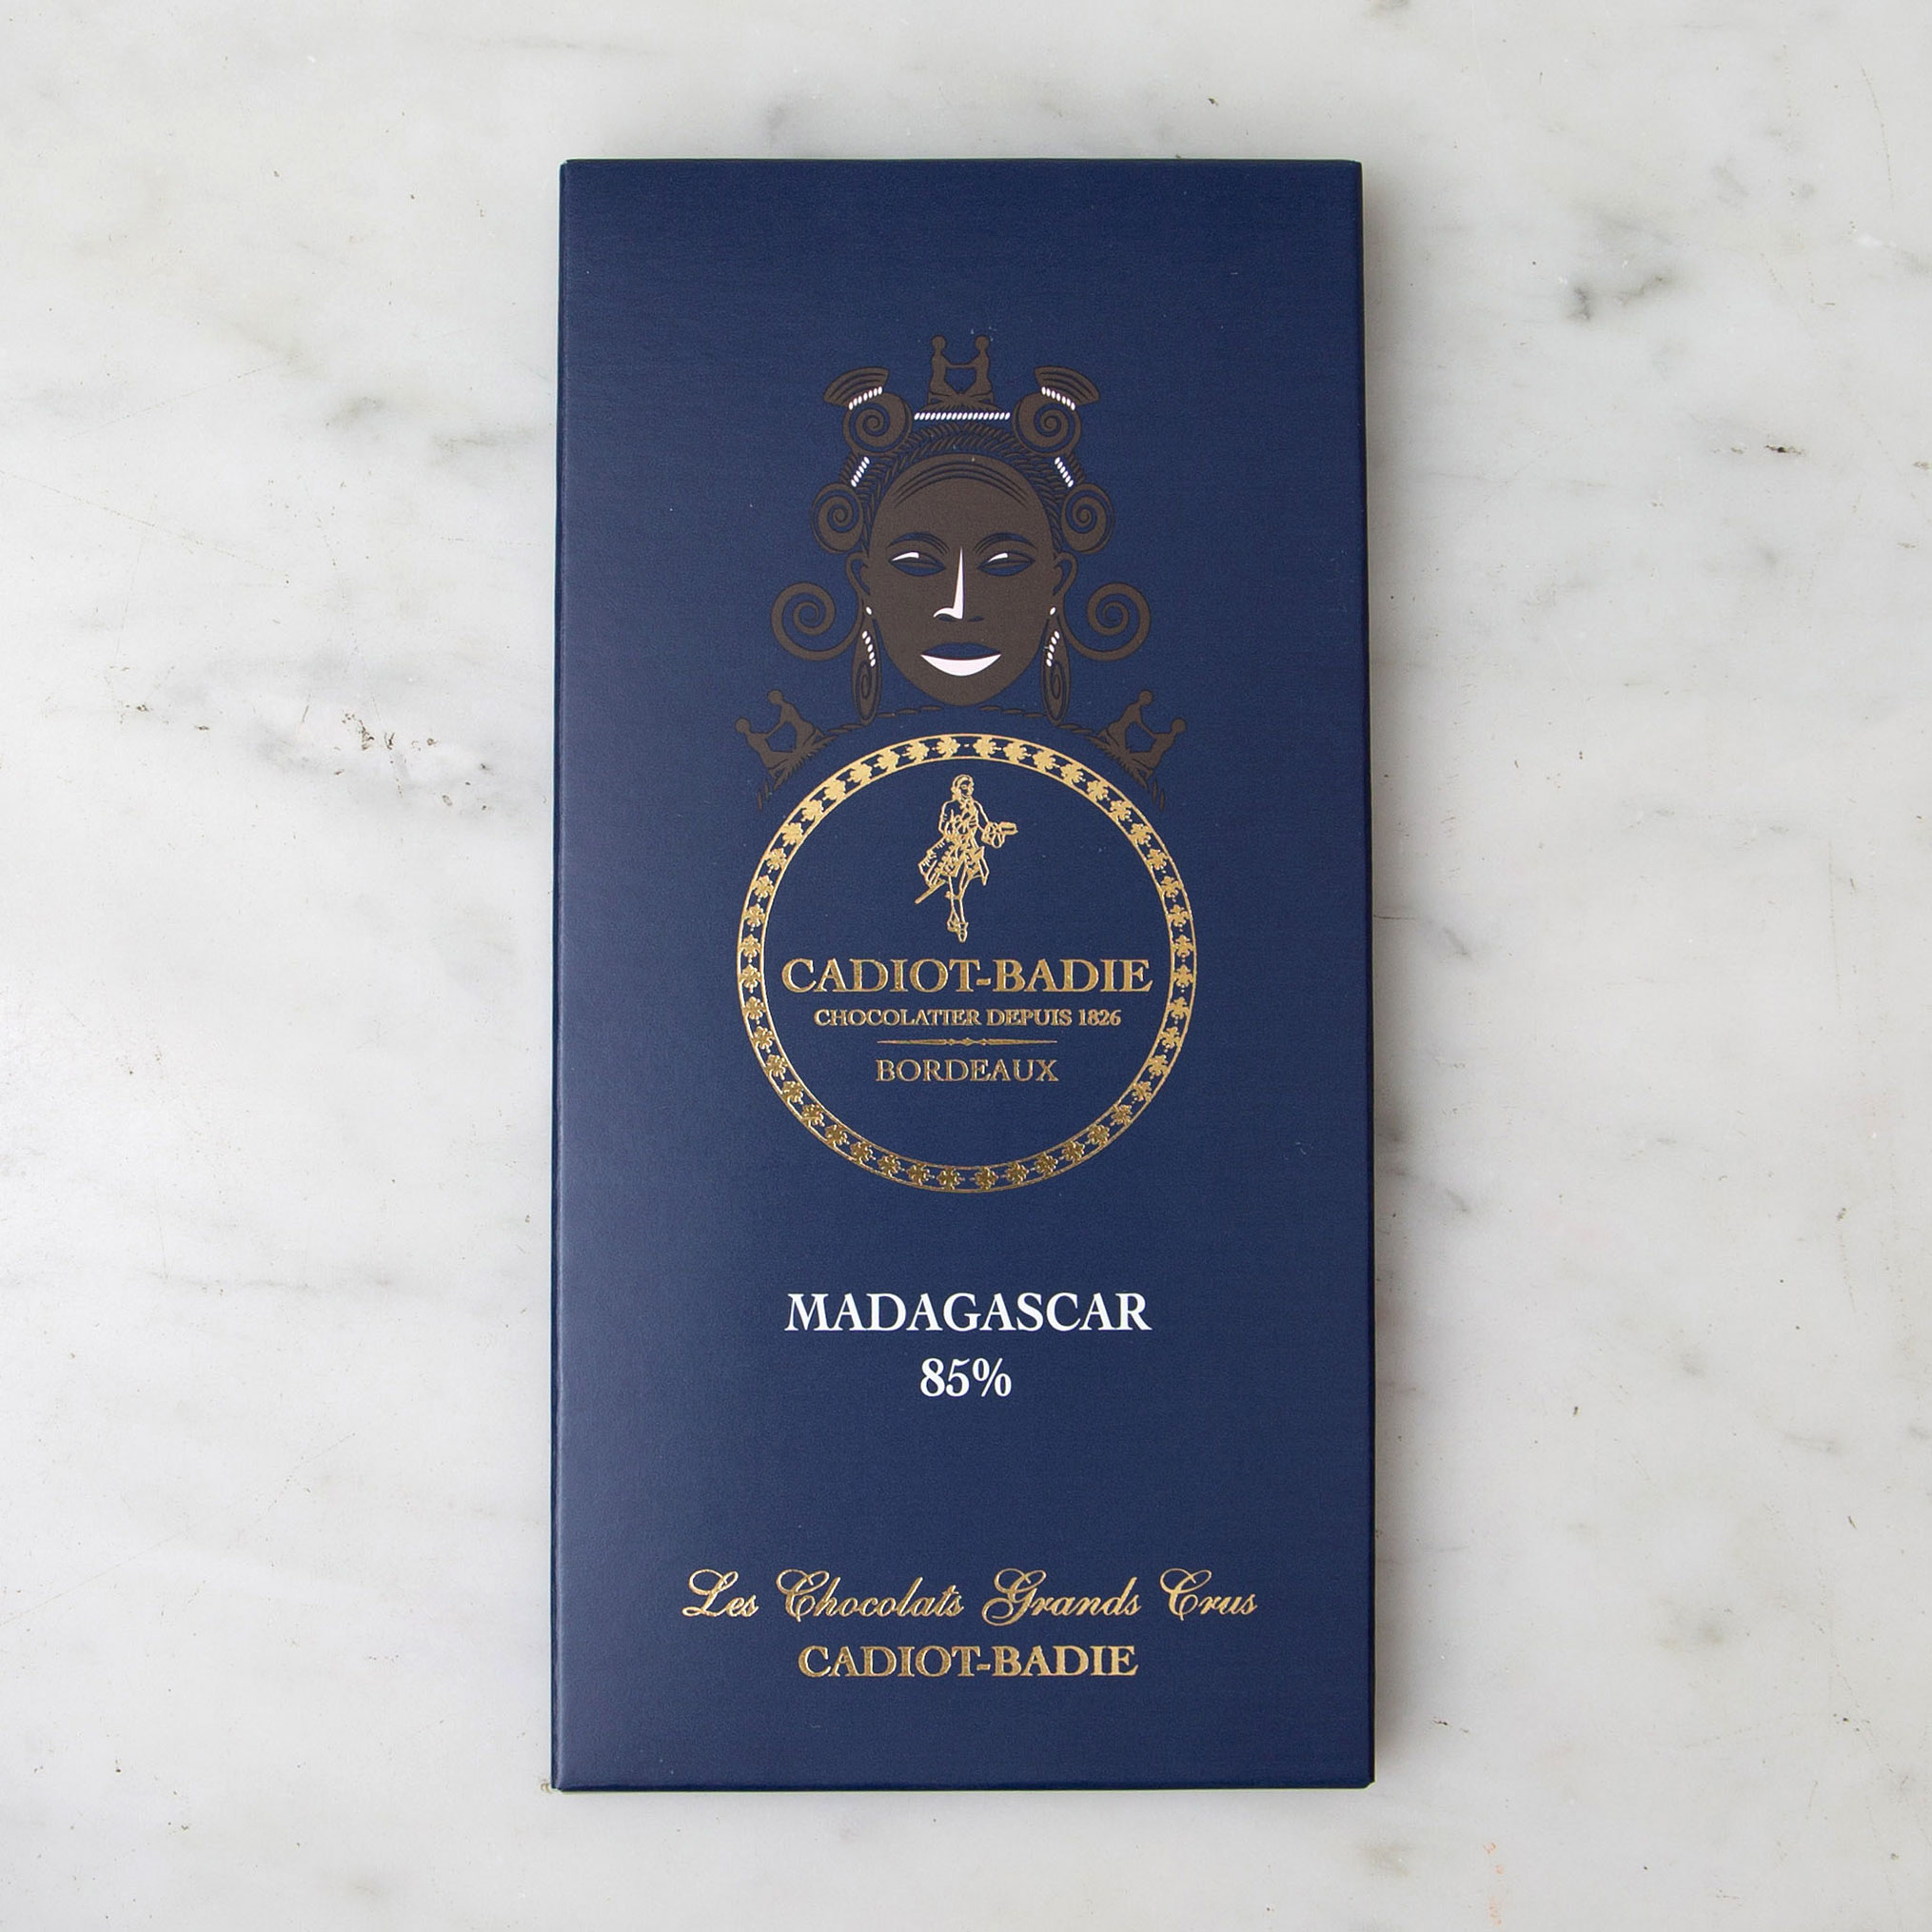 CADIOT-BADIE
CHOCOLATIER DEPUIS 1826
BORDEAUX
MADAGASCAR
85%
Les Chocolats Grands Crus
CADIOT-BADIE